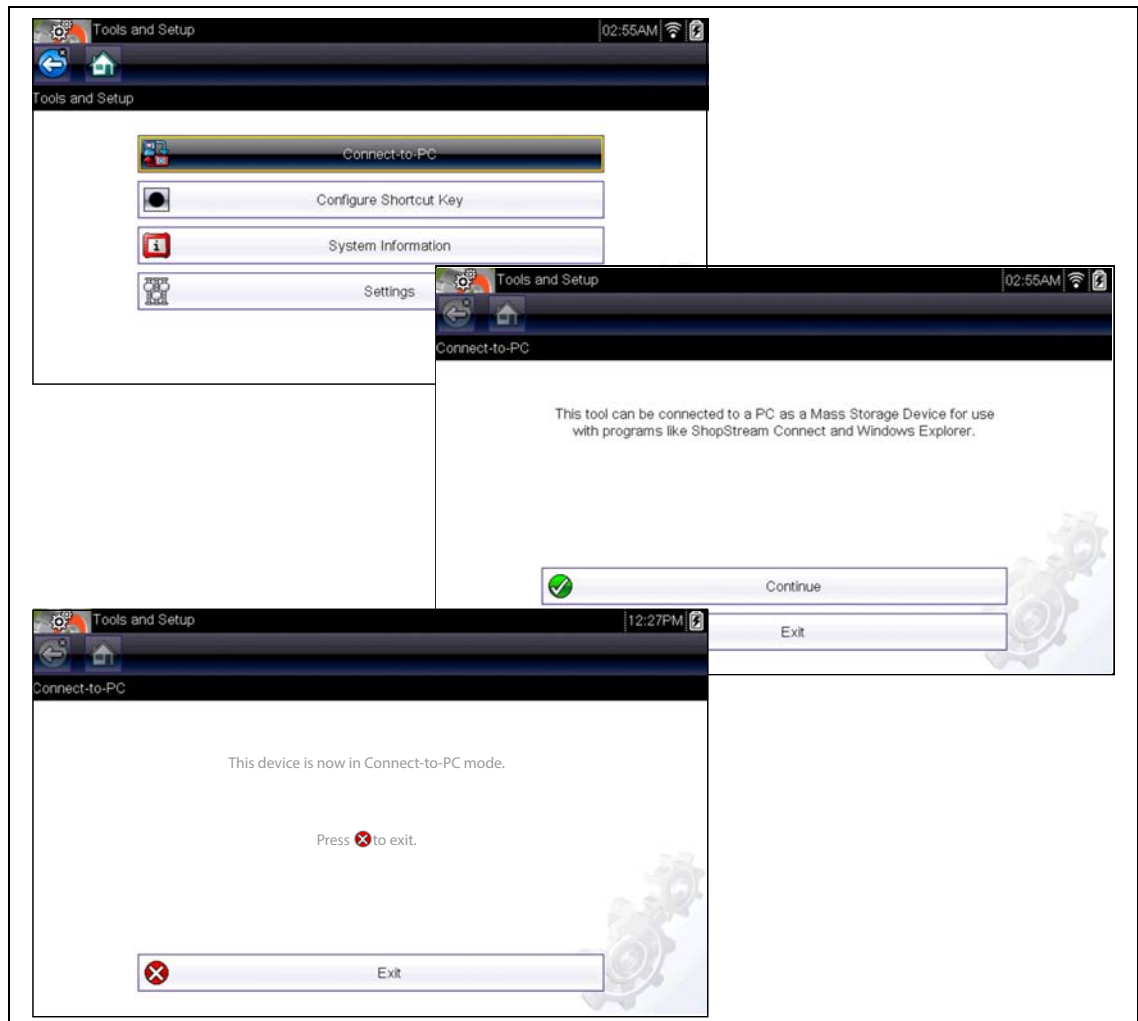 Tools and Setup
02:55AM
Tools and Setup
Connect-to-PC
Configure Shortcut Key
System Information
Settings
Tools and Setup
02:55AM
Connect-to-PC
This tool can be connected to a PC as a Mass Storage Device for use
with programs like ShopStream Connect and Windows Explorer.
Continue
Exit
Tools and Setup
12:27PM
Connect-to-PC
This device is now in Connect-to-PC mode.
Press to exit.
Exit